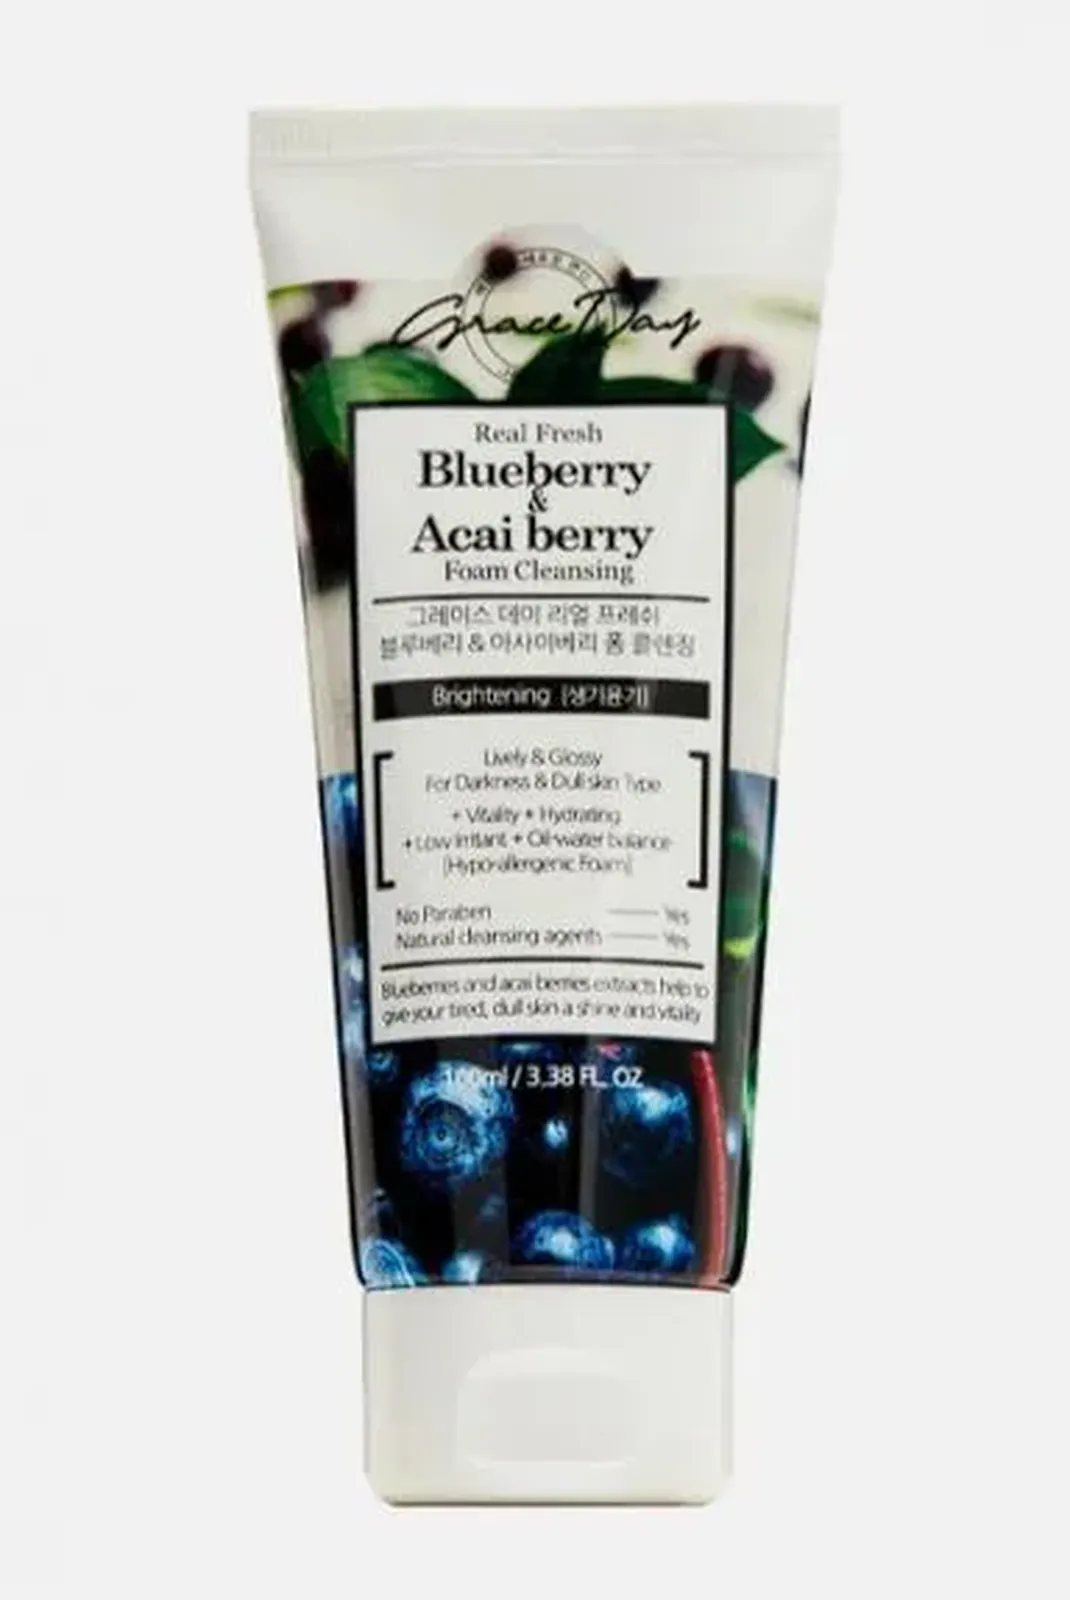 Grace Day
Real Fresh
Blueberry
&
Acai berry
Foam Cleansing
그레이스 데이 리얼 프레쉬
블루베리 & 아사이베리 폼 클렌징
Brightening [생기윤기]
Lively & Glossy
For Darkness & Dull skin Type
+ Vitality + Hydrating
+ Low Irritant + Oil-water balance
[Hypo-allergenic Foam]
No Paraben Yes
Natural cleansing agents Yes
Blueberries and acai berries extracts help to
give your tired, dull skin a shine and vitality
100ml / 3.38 FL. OZ